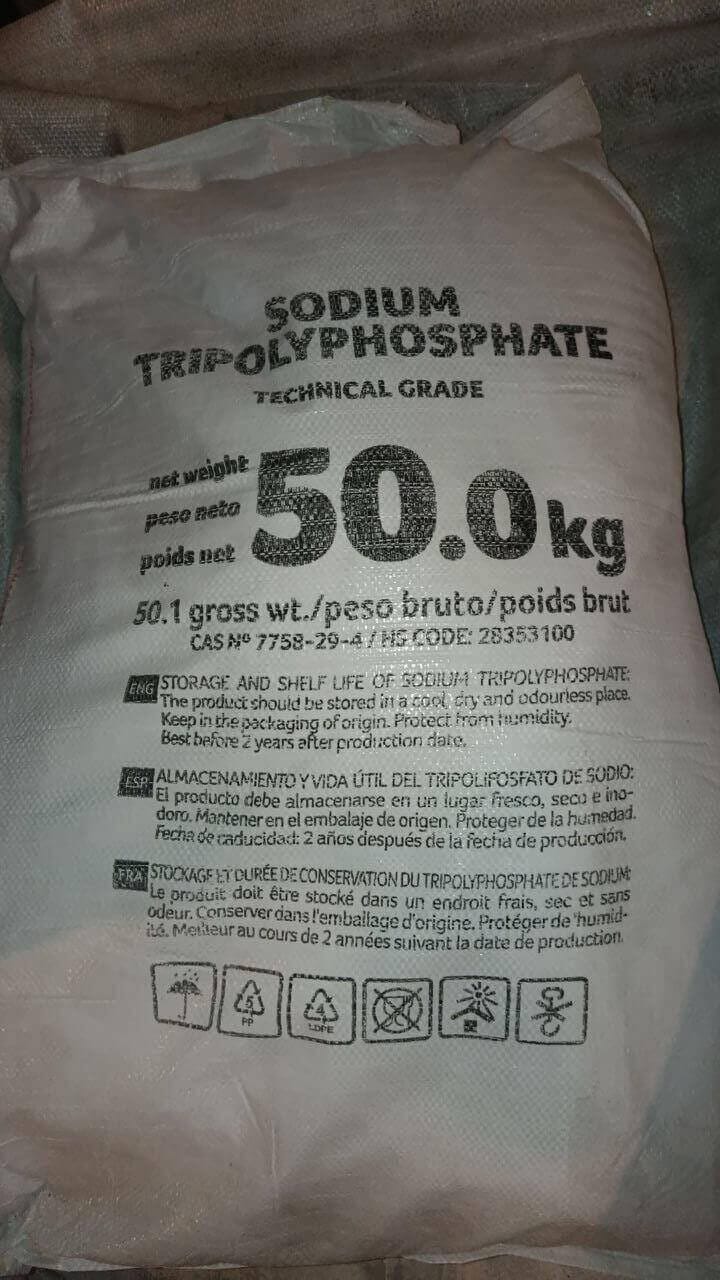 SODIUM
TRIPOLYPHOSPHATE
TECHNICAL GRADE
net weight
peso neto
poids net
50.0 kg
50.1 gross wt./peso bruto/poids brut
CAS Nº 7758-29-4 / HS CODE: 28353100
ENG
STORAGE AND SHELF LIFE OF SODIUM TRIPOLYPHOSPHATE:
The product should be stored in a cool, dry and odourless place.
Keep in the packaging of origin. Protect from humidity.
Best before 2 years after production date.
ESP
ALMACENAMIENTO Y VIDA ÚTIL DEL TRIPOLIFOSFATO DE SODIO:
El producto debe almacenarse en un lugar fresco, seco e ino-
doro. Mantener en el embalaje de origen. Proteger de la humedad.
Fecha de caducidad: 2 años después de la fecha de producción.
FRA
STOCKAGE ET DURÉE DE CONSERVATION DU TRIPOLYPHOSPHATE DE SODIUM:
Le produit doit être stocké dans un endroit frais, sec et sans
odeur. Conserver dans l'emballage d'origine. Protéger de 'humid-
ité. Meilleur au cours de 2 années suivant la date de production.
5
PP
4
LDPE